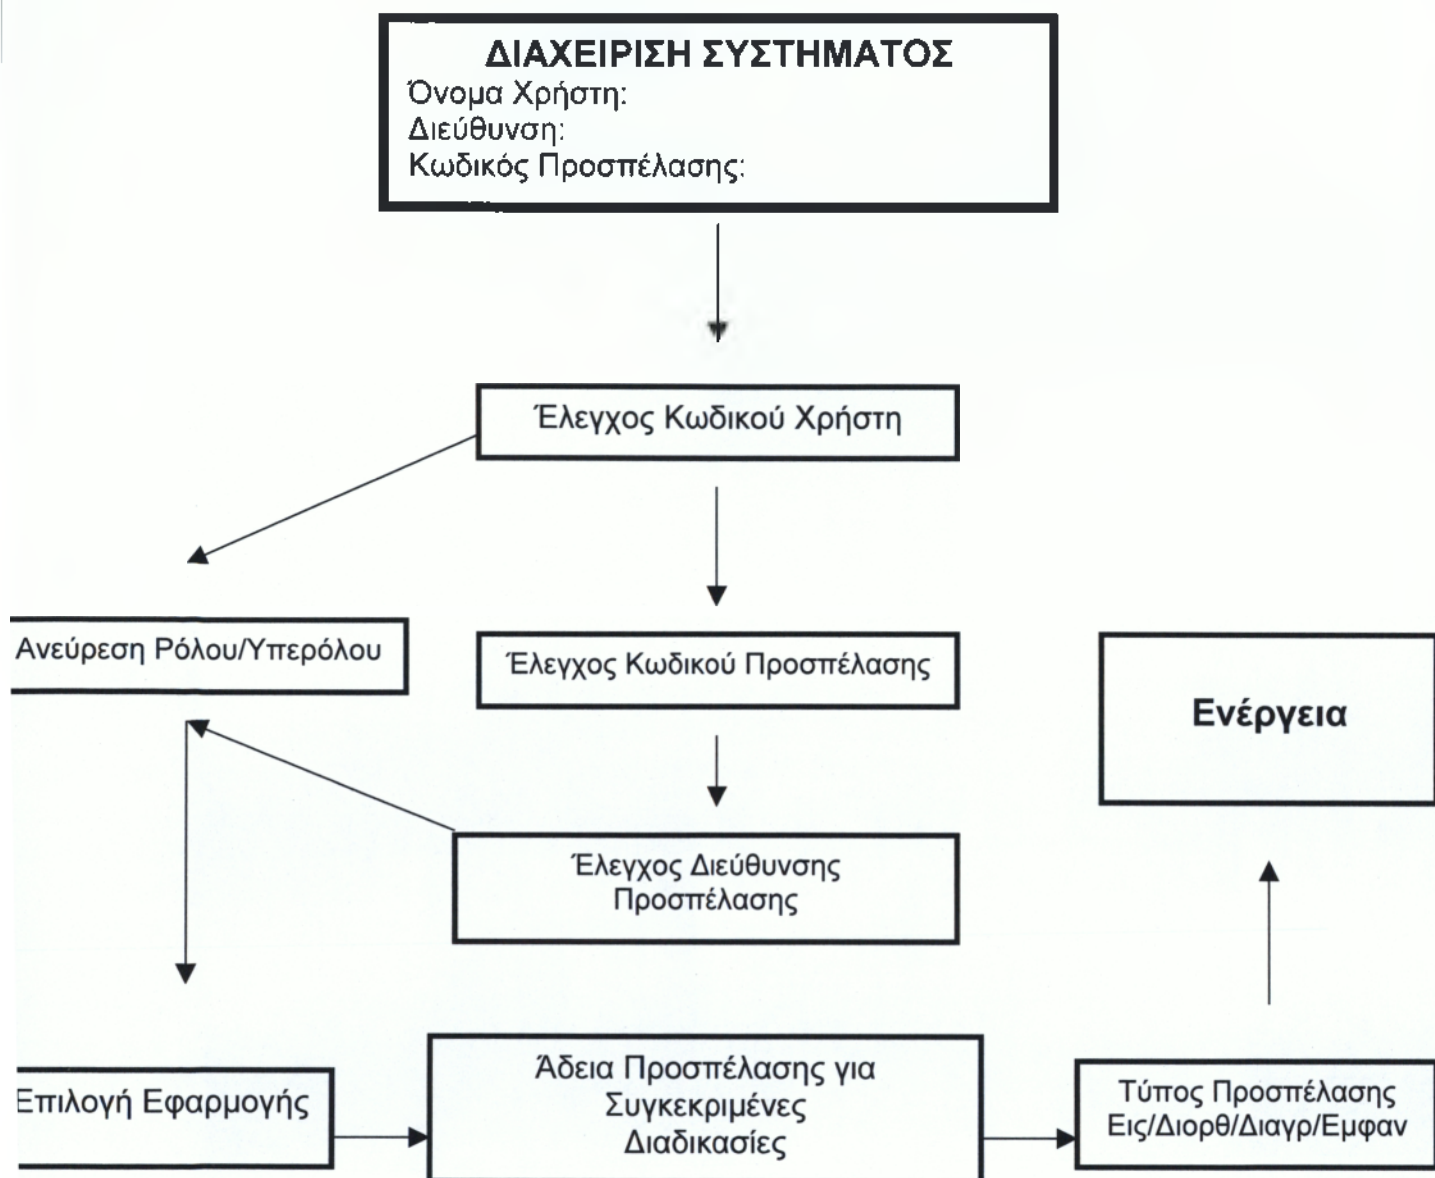 ΔΙΑΧΕΙΡΙΣΗ ΣΥΣΤΗΜΑΤΟΣ
Όνομα Χρήστη:
Διεύθυνση:
Κωδικός Προσπέλασης:
Έλεγχος Κωδικού Χρήστη
Ανεύρεση Ρόλου/Υπερόλου
Έλεγχος Κωδικού Προσπέλασης
Ενέργεια
Έλεγχος Διεύθυνσης
Προσπέλασης
Επιλογή Εφαρμογής
Άδεια Προσπέλασης για
Συγκεκριμένες
Διαδικασίες
Τύπος Προσπέλασης
Εις/Διορθ/Διαγρ/Εμφαν